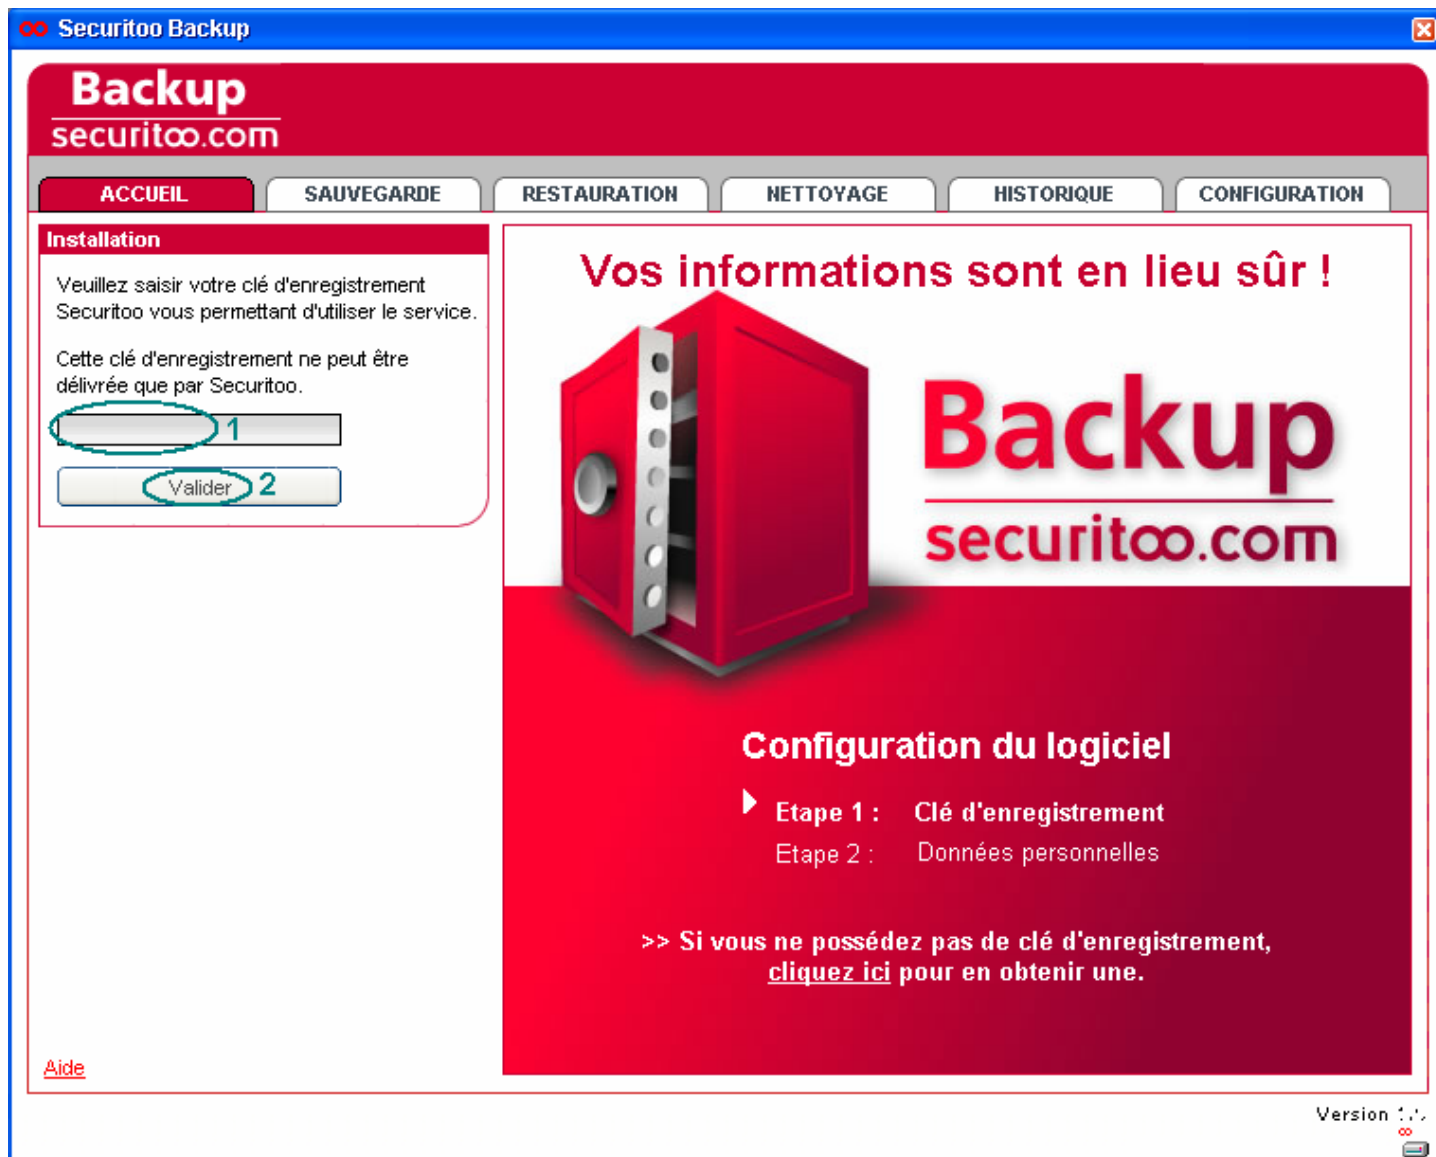 Securitoo Backup
Backup
securitoo.com
ACCUEIL
SAUVEGARDE
RESTAURATION
NETTOYAGE
HISTORIQUE
CONFIGURATION
Installation
Veuillez saisir votre clé d'enregistrement
Securitoo vous permettant d'utiliser le service.
Cette clé d'enregistrement ne peut être
délivrée que par Securitoo.
1
Valider 2
Aide
Vos informations sont en lieu sûr !
Backup
securitoo.com
Configuration du logiciel
Etape 1 : Clé d'enregistrement
Etape 2 : Données personnelles
>> Si vous ne possédez pas de clé d'enregistrement,
cliquez ici pour en obtenir une.
Version